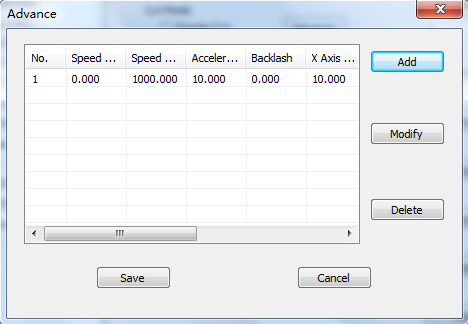 Advance
No. Speed ... Speed ... Acceler... Backlash X Axis ...
1 0.000 1000.000 10.000 0.000 10.000
Add
Modify
Delete
Save Cancel